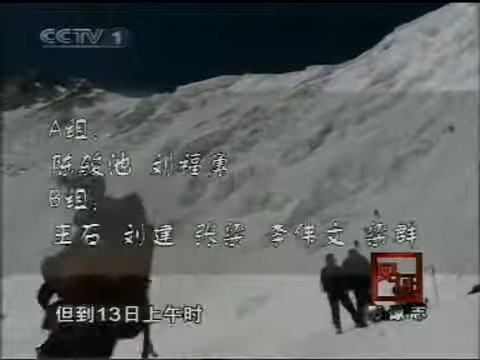 CCTV 1
A组:
陈骏池 刘福勇
B组:
王石 刘建 张梁 李伟文 梁群
但到13日上午时